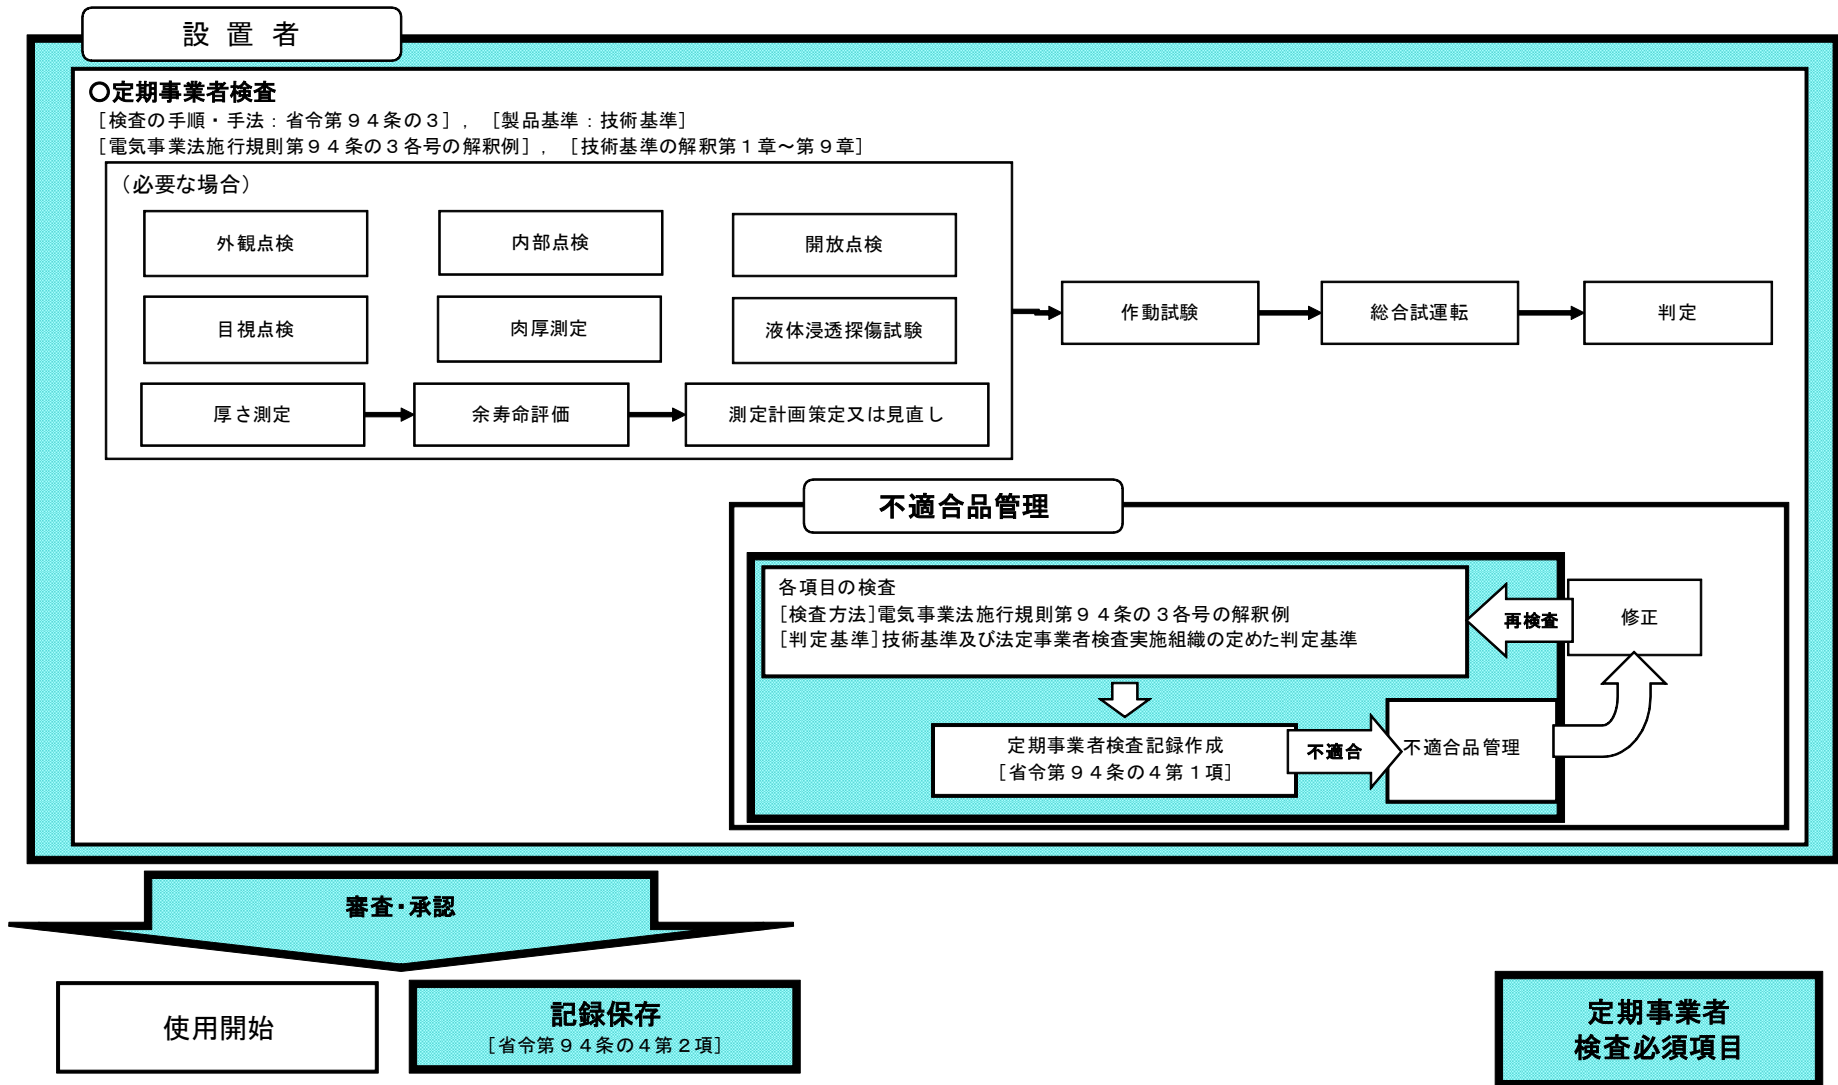 設置者
○定期事業者検査
[検査の手順・手法：省令第９４条の３]，[製品基準：技術基準]
[電気事業法施行規則第９４条の３各号の解釈例]，[技術基準の解釈第１章～第９章]
（必要な場合）
外観点検
内部点検
開放点検
目視点検
肉厚測定
液体浸透探傷試験
厚さ測定
余寿命評価
測定計画策定又は見直し
作動試験
総合試運転
判定
不適合品管理
各項目の検査
[検査方法]電気事業法施行規則第９４条の３各号の解釈例
[判定基準]技術基準及び法定事業者検査実施組織の定めた判定基準
再検査
修正
定期事業者検査記録作成
[省令第９４条の４第１項]
不適合
不適合品管理
審査・承認
使用開始
記録保存
[省令第９４条の４第２項]
定期事業者
検査必須項目